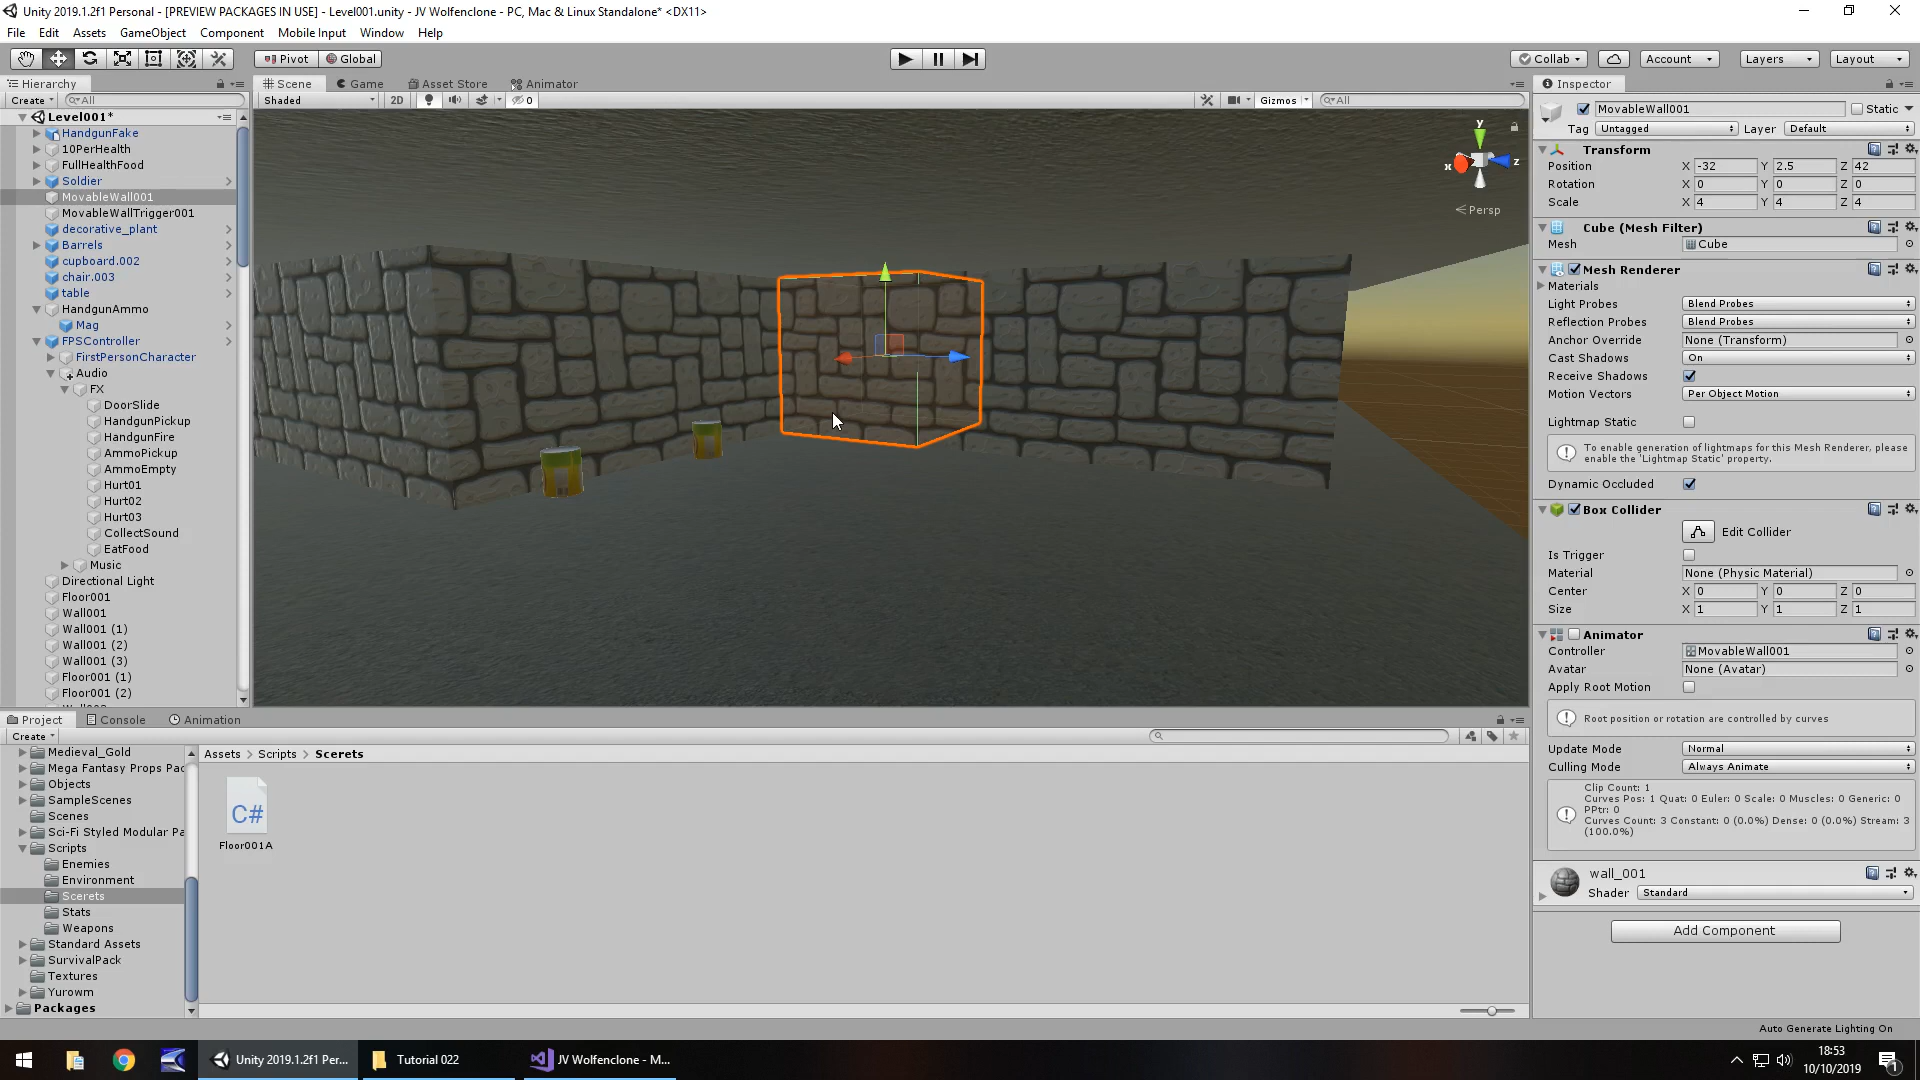 Unity 2019.1.2f1 Personal - [PREVIEW PACKAGES IN USE] - Level001.unity - JV Wolfenclone - PC, Mac & Linux Standalone* <DX11>
File Edit Assets GameObject Component Mobile Input Window Help
Pivot Global Collab Account Layers Layout
Hierarchy
Create All
Level001*
HandgunFake
10PerHealth
FullHealthFood
Soldier
MovableWall001
MovableWallTrigger001
decorative_plant
Barrels
cupboard.002
chair.003
table
HandgunAmmo
Mag
FPSController
FirstPersonCharacter
Audio
FX
DoorSlide
HandgunPickup
HandgunFire
AmmoPickup
AmmoEmpty
Hurt01
Hurt02
Hurt03
CollectSound
EatFood
Music
Directional Light
Floor001
Wall001
Wall001 (1)
Wall001 (2)
Wall001 (3)
Floor001 (1)
Floor001 (2)
Scene Game Asset Store Animator
Shaded 2D 0 Gizmos All
y
x z
Persp
Inspector
MovableWall001 Static
Tag Untagged Layer Default
Transform
Position X -32 Y 2.5 Z 42
Rotation X 0 Y 0 Z 0
Scale X 4 Y 4 Z 4
Cube (Mesh Filter)
Mesh Cube
Mesh Renderer
Materials
Light Probes Blend Probes
Reflection Probes Blend Probes
Anchor Override None (Transform)
Cast Shadows On
Receive Shadows
Motion Vectors Per Object Motion
Lightmap Static
To enable generation of lightmaps for this Mesh Renderer, please
enable the 'Lightmap Static' property.
Dynamic Occluded
Box Collider
Edit Collider
Is Trigger
Material None (Physic Material)
Center X 0 Y 0 Z 0
Size X 1 Y 1 Z 1
Animator
Controller MovableWall001
Avatar None (Avatar)
Apply Root Motion
Root position or rotation are controlled by curves
Update Mode Normal
Culling Mode Always Animate
Clip Count: 1
Curves Pos: 1 Quat: 0 Euler: 0 Scale: 0 Muscles: 0 Generic: 0
PPtr: 0
Curves Count: 3 Constant: 0 (0.0%) Dense: 0 (0.0%) Stream: 3
(100.0%)
wall_001
Shader Standard
Add Component
Project Console Animation
Create
Medieval_Gold
Mega Fantasy Props Pac
Objects
SampleScenes
Scenes
Sci-Fi Styled Modular Pa
Scripts
Enemies
Environment
Scerets
Stats
Weapons
Standard Assets
SurvivalPack
Textures
Yurowm
Packages
Assets > Scripts > Scerets
C#
Floor001A
Auto Generate Lighting On
Unity 2019.1.2f1 Per... Tutorial 022 JV Wolfenclone - M...
18:53
10/10/2019
1